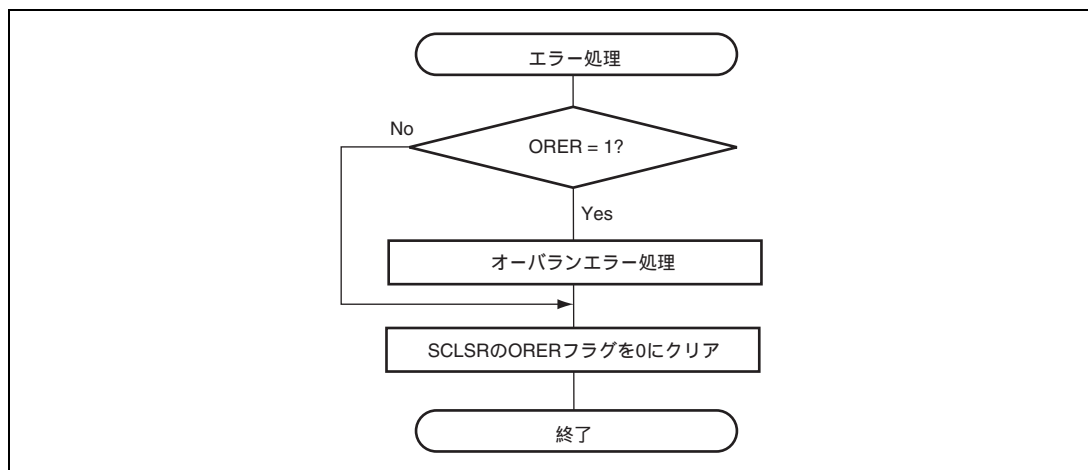 エラー処理
No
ORER = 1?
Yes
オーバランエラー処理
SCLSRのORERフラグを0にクリア
終了